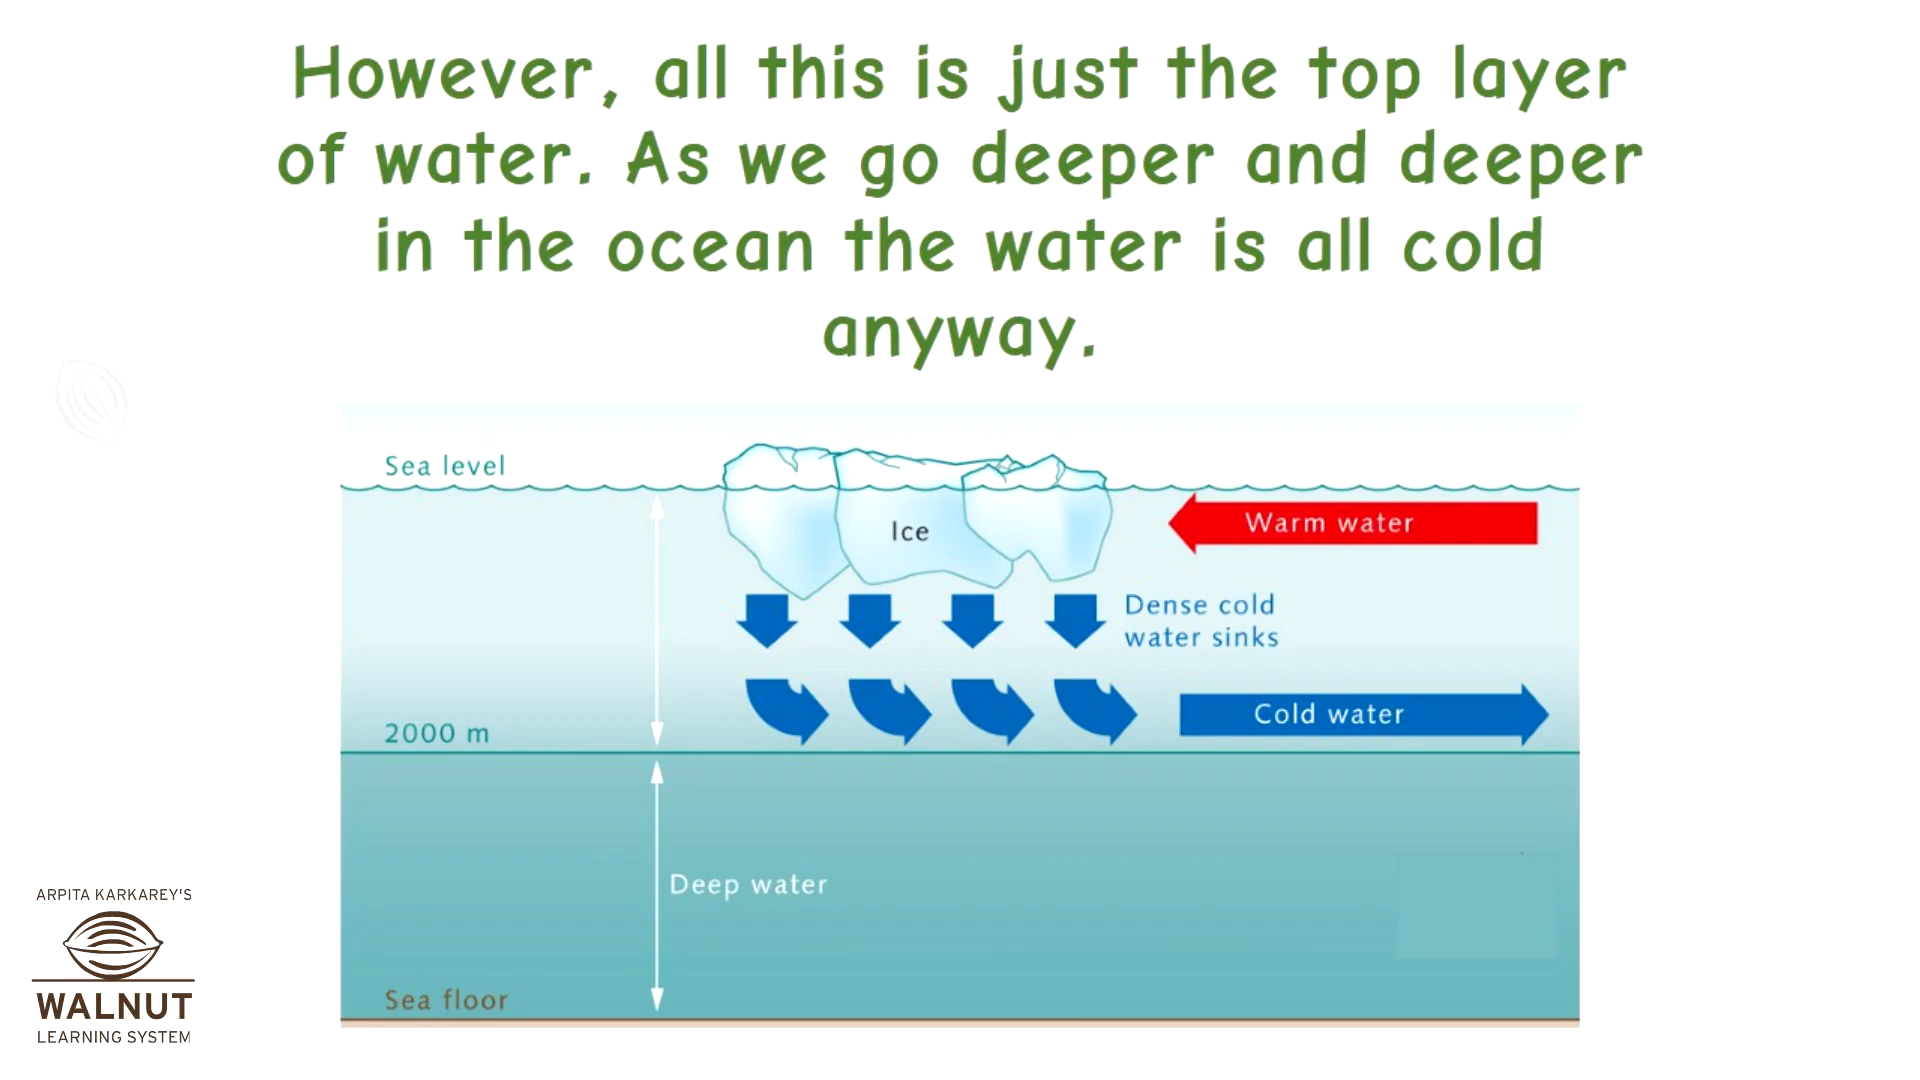 However, all this is just the top layer
of water. As we go deeper and deeper
in the ocean the water is all cold
anyway.
Sea level
Ice
Warm water
Dense cold
water sinks
Cold water
2000 m
Deep water
Sea floor
ARPITA KARKAREY'S
WALNUT
LEARNING SYSTEM